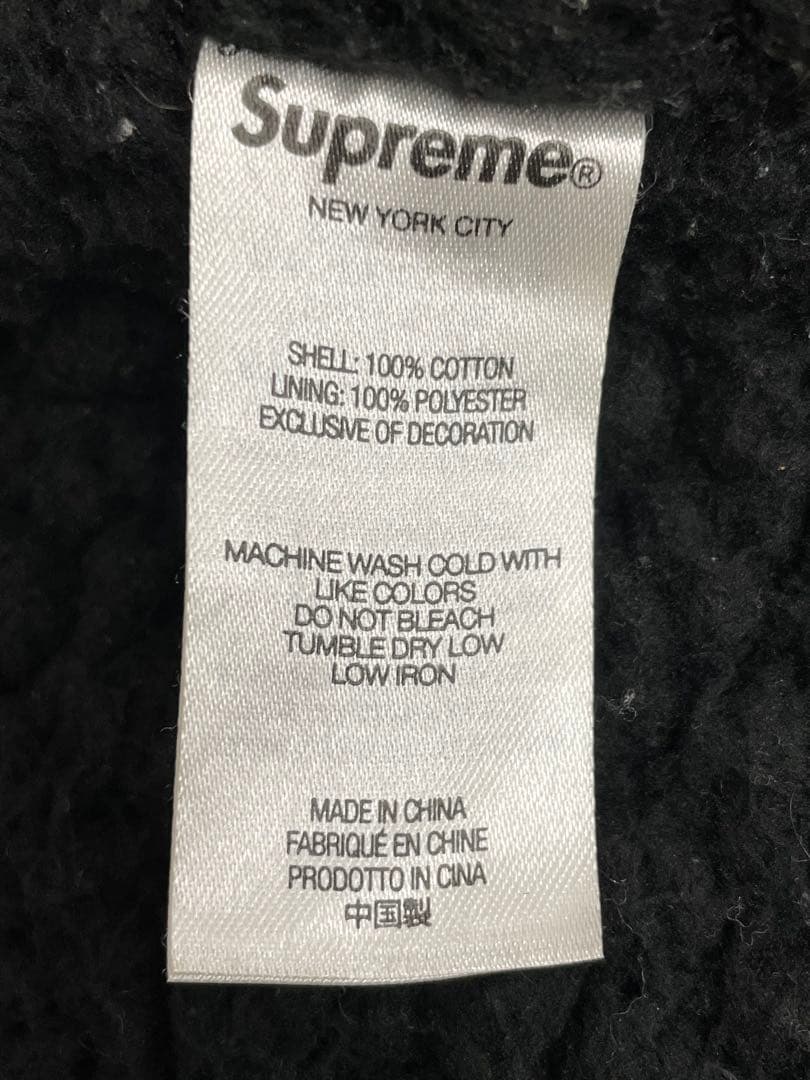 Supreme®
NEW YORK CITY
SHELL: 100% COTTON
LINING: 100% POLYESTER
EXCLUSIVE OF DECORATION
MACHINE WASH COLD WITH
LIKE COLORS
DO NOT BLEACH
TUMBLE DRY LOW
LOW IRON
MADE IN CHINA
FABRIQUÉ EN CHINE
PRODOTTO IN CINA
中国製